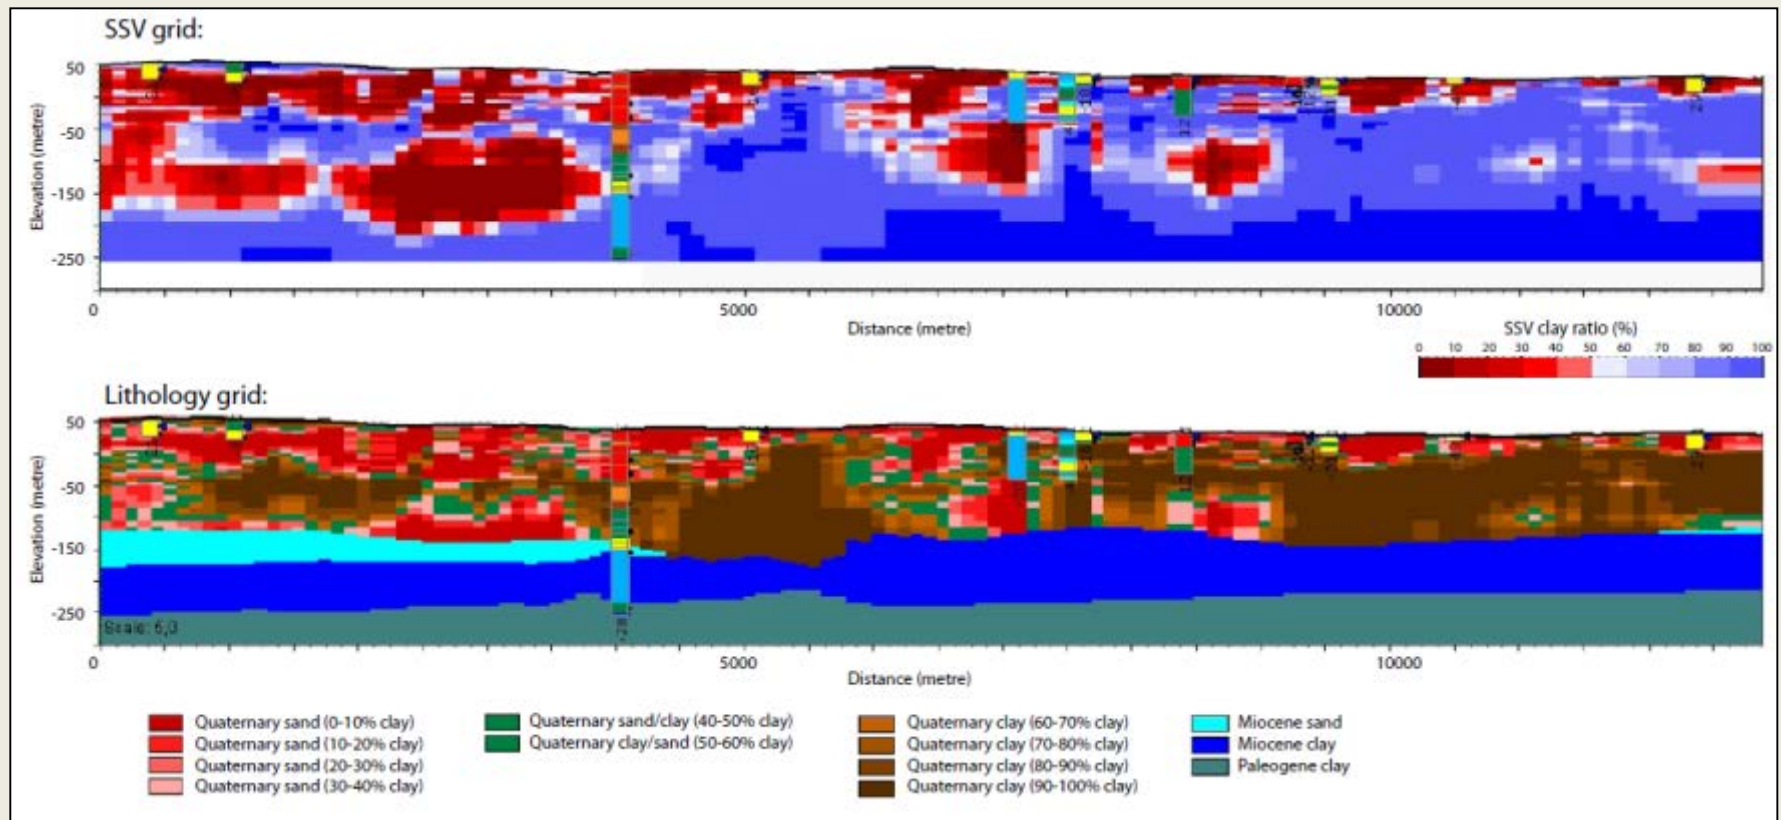 SSV grid:
50
-50
-150
-250
Elevation (metre)
0
5000
10000
Distance (metre)
SSV clay ratio (%)
0 10 20 30 40 50 60 70 80 90 100
Lithology grid:
50
-50
-150
-250
Elevation (metre)
Scale: 6,0
0
5000
10000
Distance (metre)
Quaternary sand (0-10% clay)
Quaternary sand (10-20% clay)
Quaternary sand (20-30% clay)
Quaternary sand (30-40% clay)
Quaternary sand/clay (40-50% clay)
Quaternary clay/sand (50-60% clay)
Quaternary clay (60-70% clay)
Quaternary clay (70-80% clay)
Quaternary clay (80-90% clay)
Quaternary clay (90-100% clay)
Miocene sand
Miocene clay
Paleogene clay